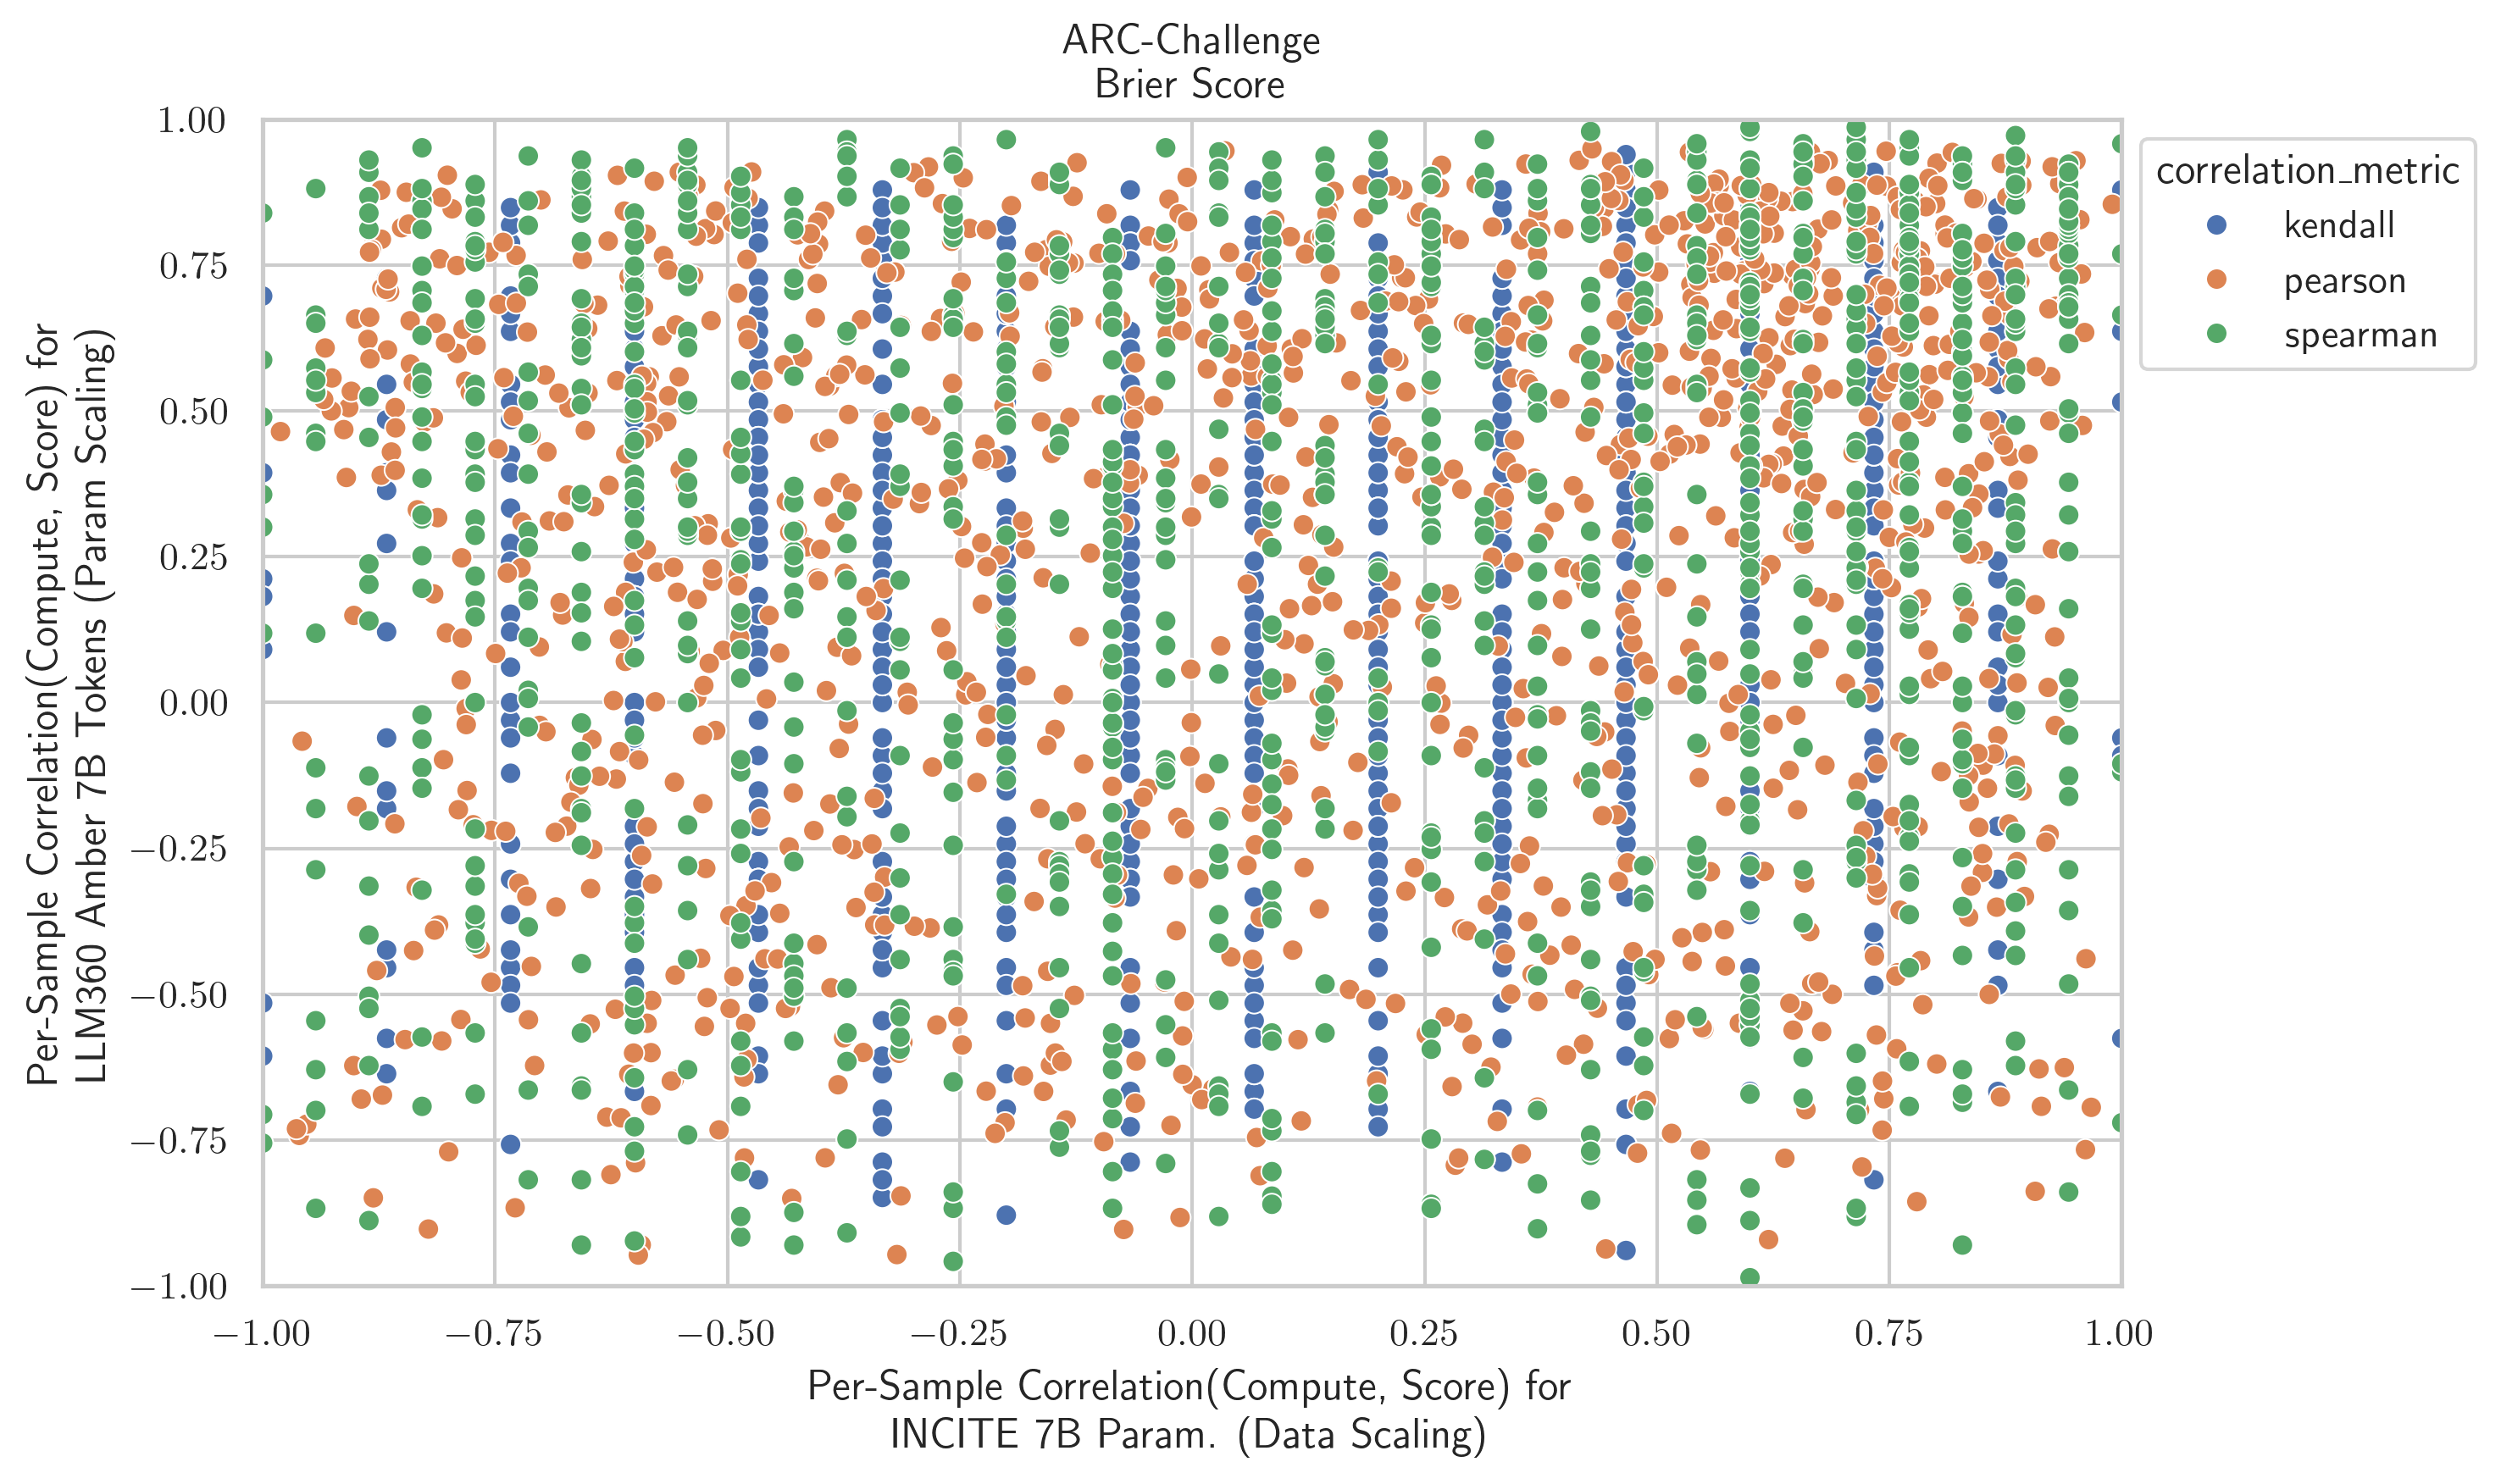 ARC-Challenge
Brier Score
Per-Sample Correlation(Compute, Score) for
LLM360 Amber 7B Tokens (Param Scaling)
1.00
0.75
0.50
0.25
0.00
−0.25
−0.50
−0.75
−1.00
−1.00 −0.75 −0.50 −0.25 0.00 0.25 0.50 0.75 1.00
Per-Sample Correlation(Compute, Score) for
INCITE 7B Param. (Data Scaling)
correlation_metric
kendall
pearson
spearman